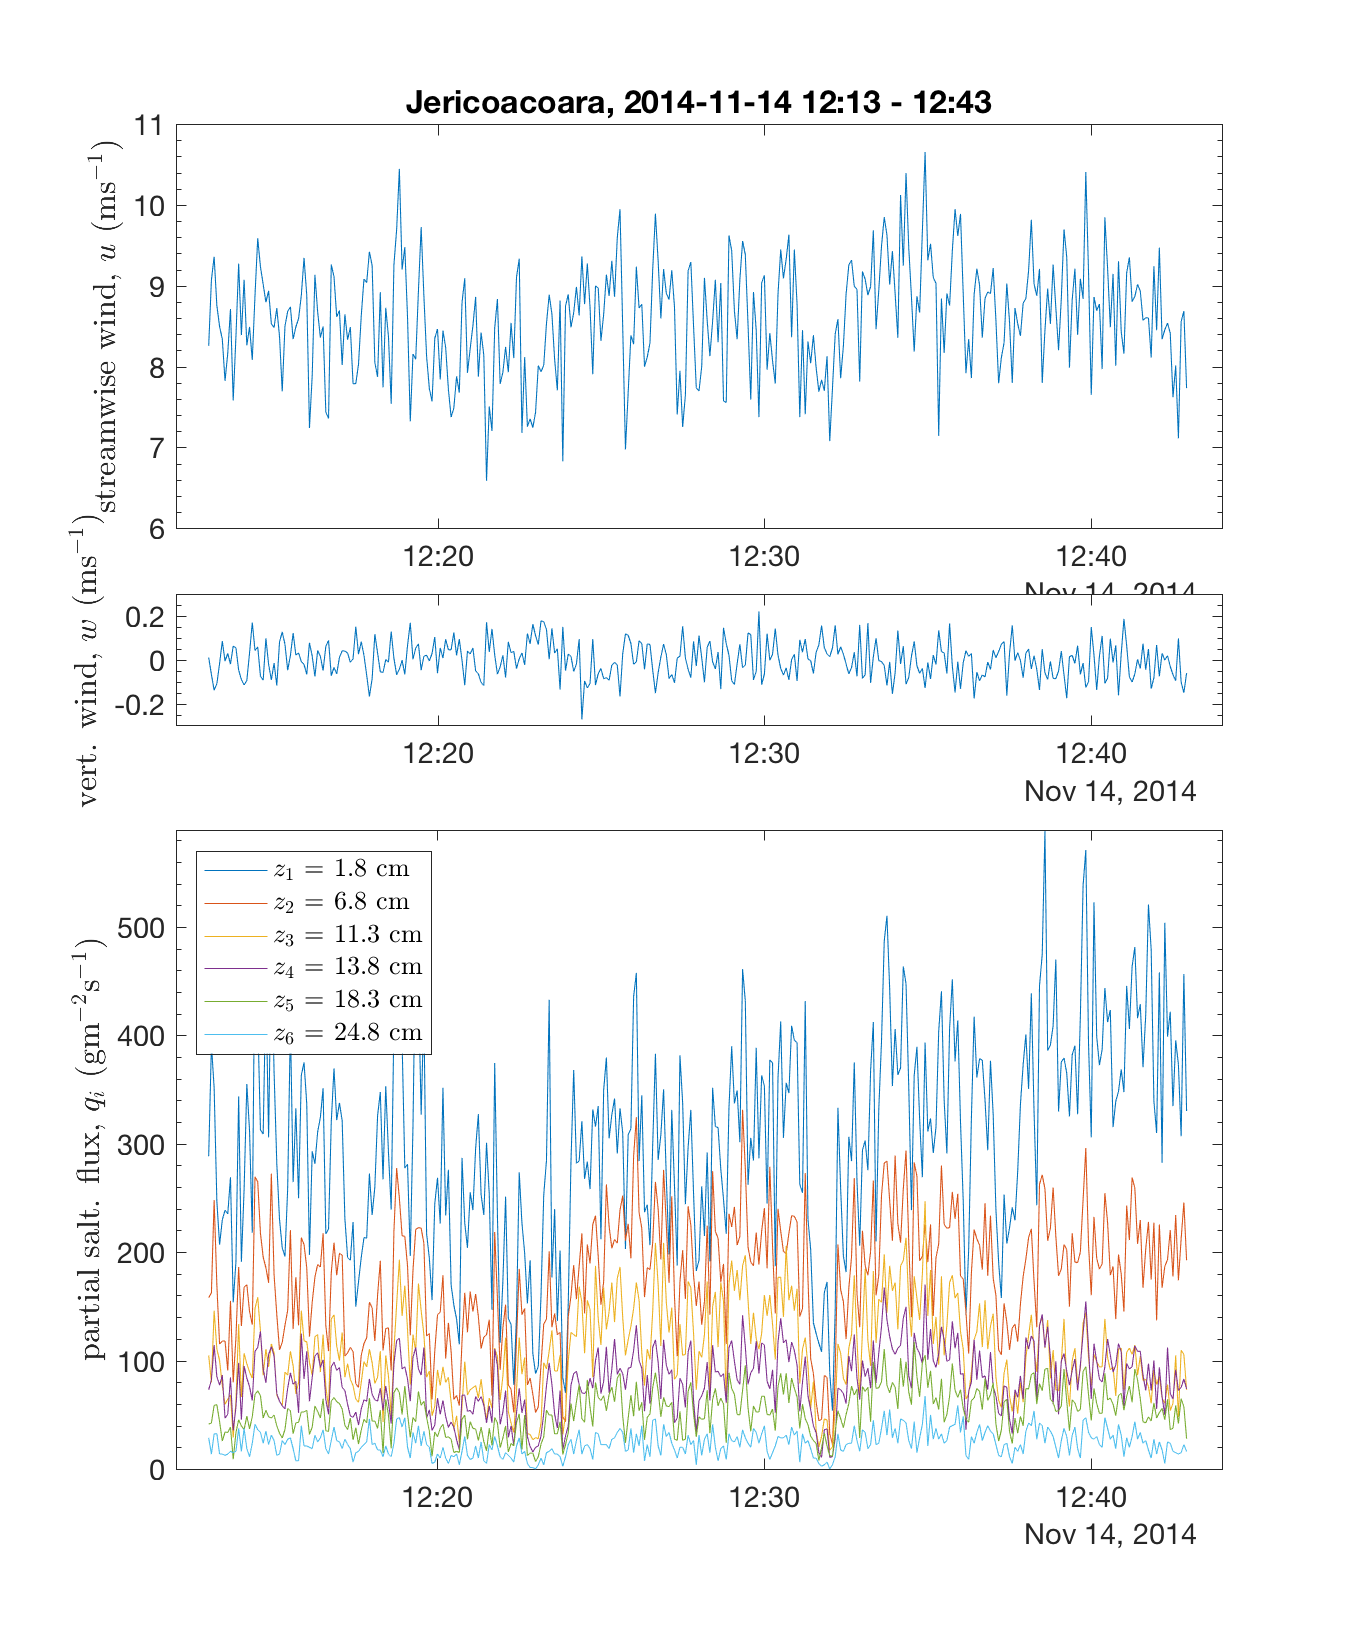 Jericoacoara, 2014-11-14 12:13 - 12:43
streamwise wind, u (ms⁻¹)
11
10
9
8
7
6
12:20 12:30 12:40
Nov 14, 2014
vert. wind, w (ms⁻¹)
0.2
0
-0.2
12:20 12:30 12:40
Nov 14, 2014
partial salt. flux, qᵢ (gm⁻²s⁻¹)
z₁ = 1.8 cm
z₂ = 6.8 cm
z₃ = 11.3 cm
z₄ = 13.8 cm
z₅ = 18.3 cm
z₆ = 24.8 cm
500
400
300
200
100
0
12:20 12:30 12:40
Nov 14, 2014